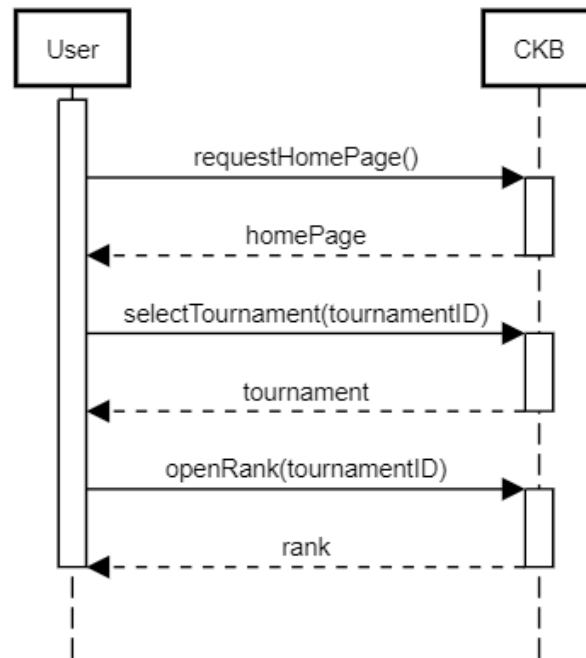 User
CKB
requestHomePage()
homePage
selectTournament(tournamentID)
tournament
openRank(tournamentID)
rank